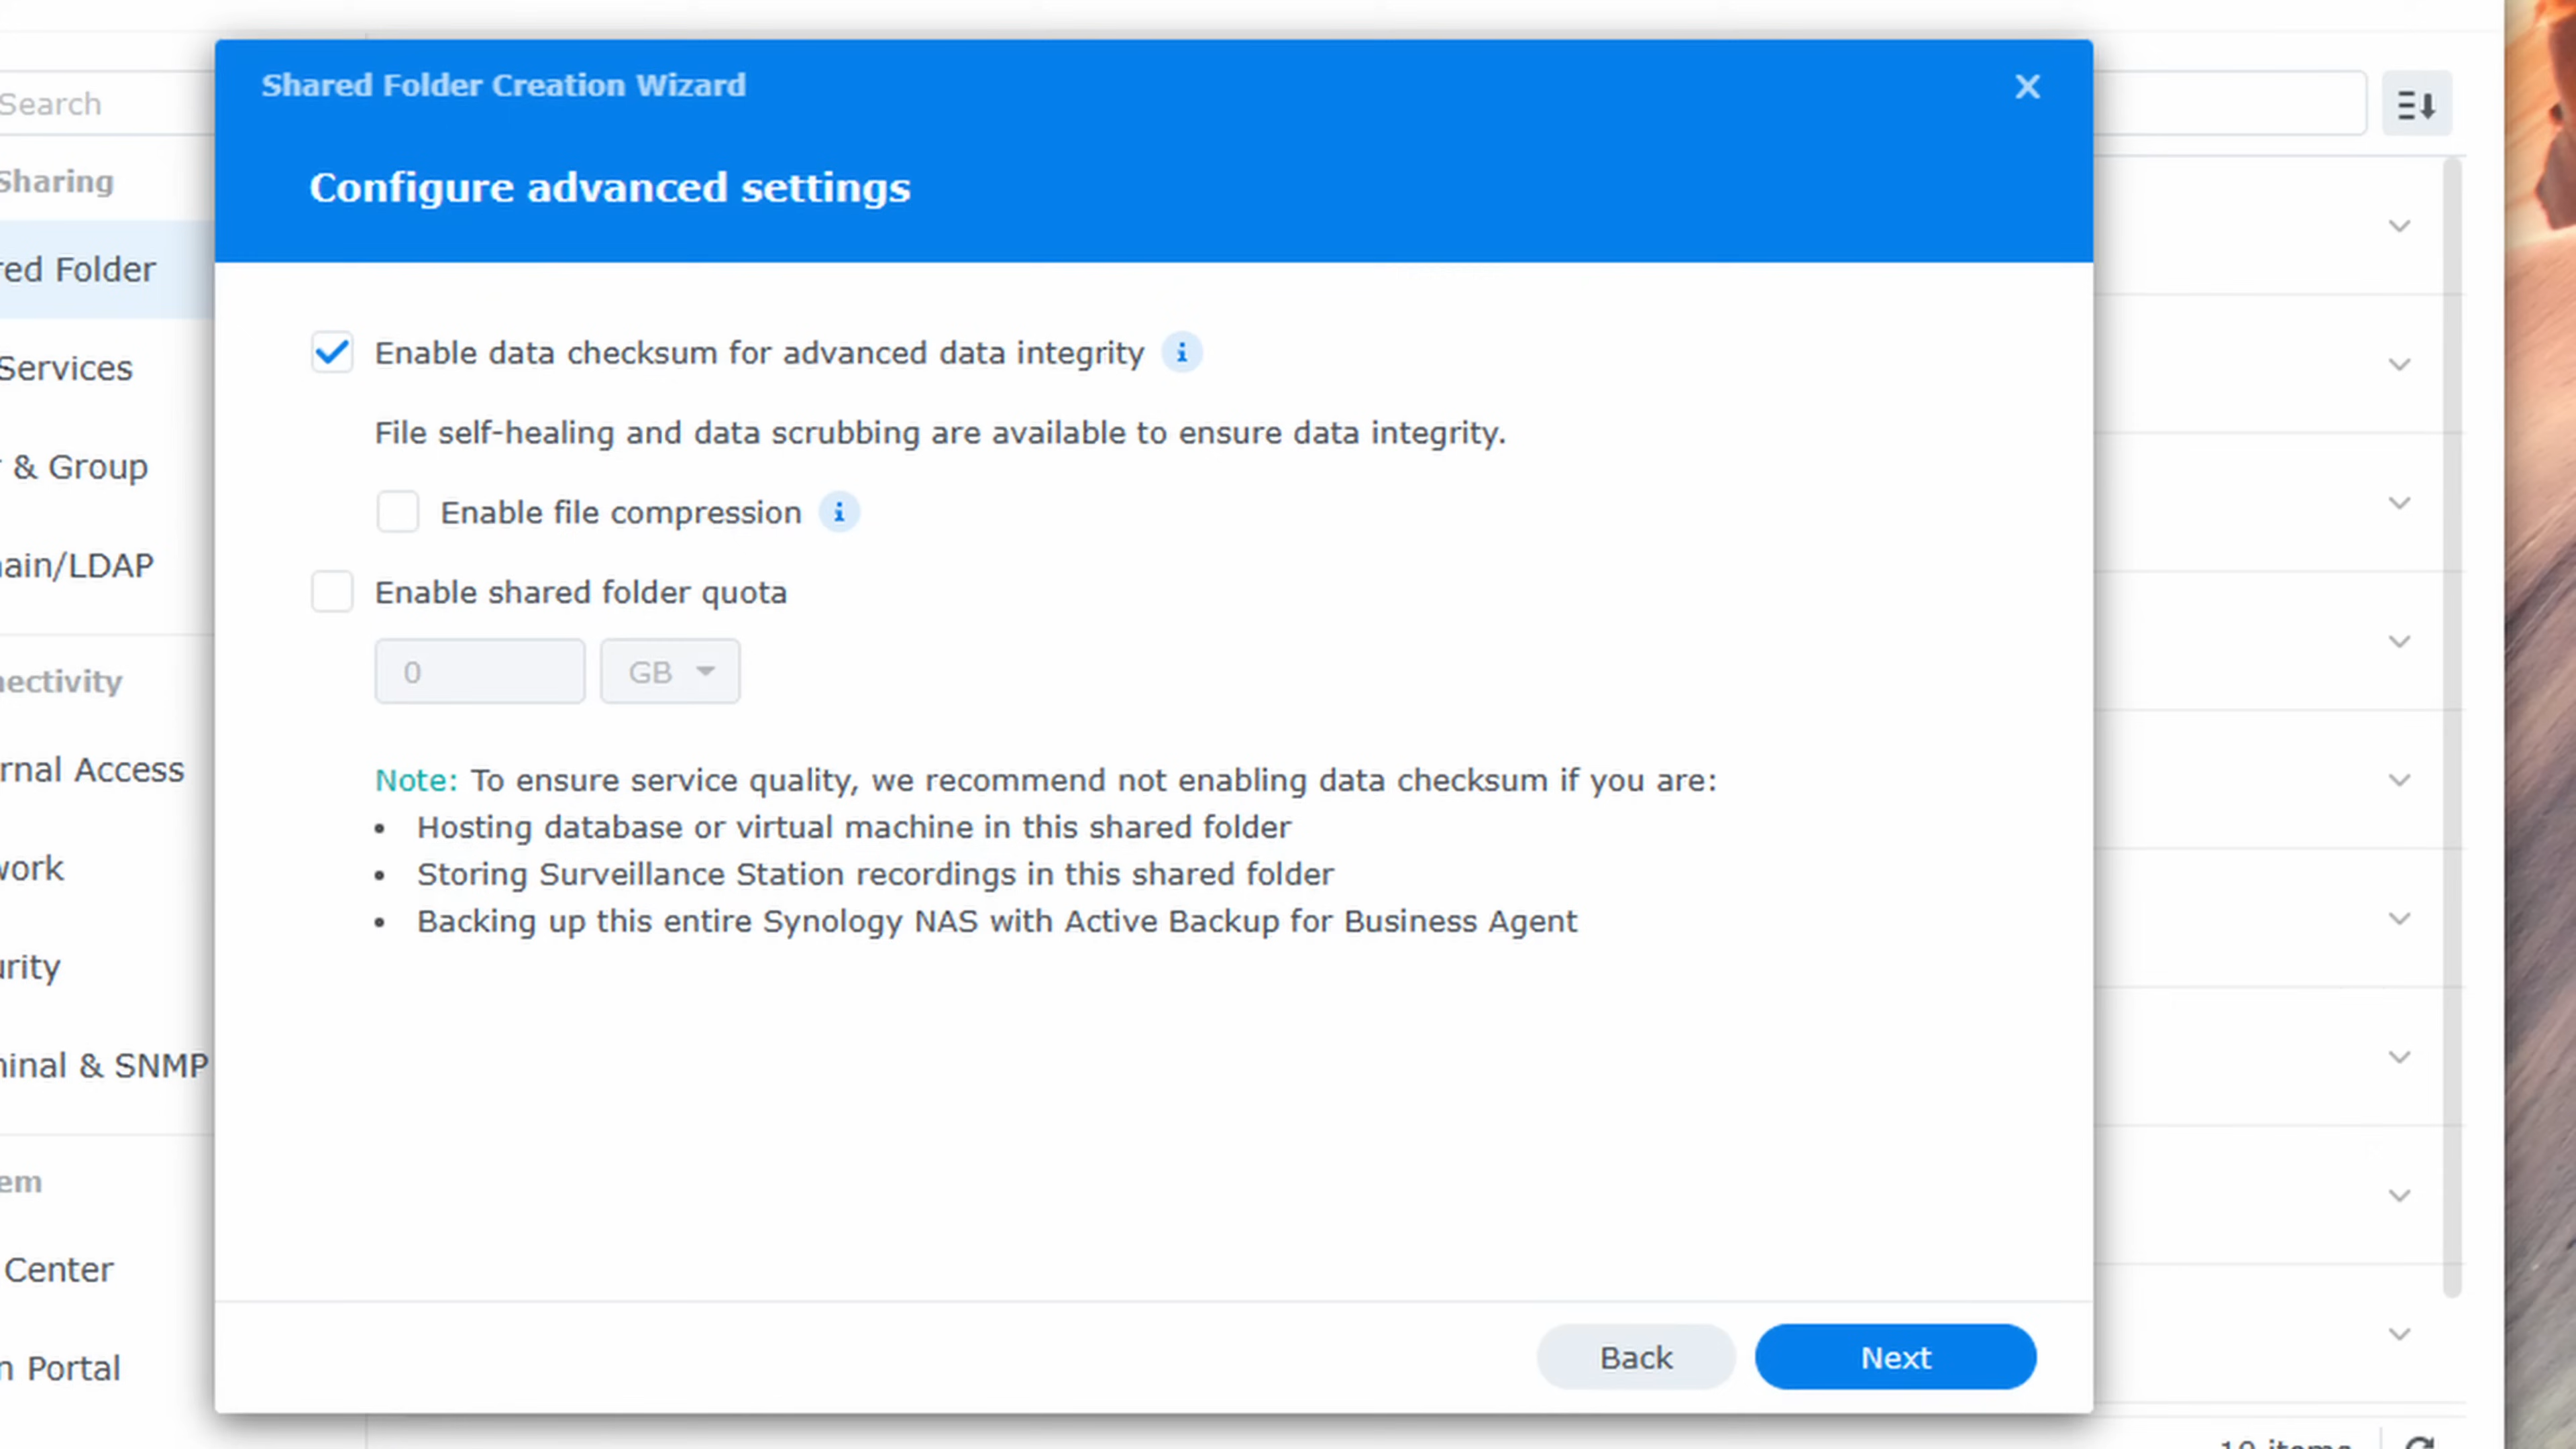 Shared Folder Creation Wizard
Configure advanced settings
Enable data checksum for advanced data integrity
File self-healing and data scrubbing are available to ensure data integrity.
Enable file compression
Enable shared folder quota
0 GB
Note: To ensure service quality, we recommend not enabling data checksum if you are:
• Hosting database or virtual machine in this shared folder
• Storing Surveillance Station recordings in this shared folder
• Backing up this entire Synology NAS with Active Backup for Business Agent
Back Next
Search
Sharing
red Folder
Services
& Group
ain/LDAP
nectivity
rnal Access
work
urity
minal & SNMP
em
Center
n Portal